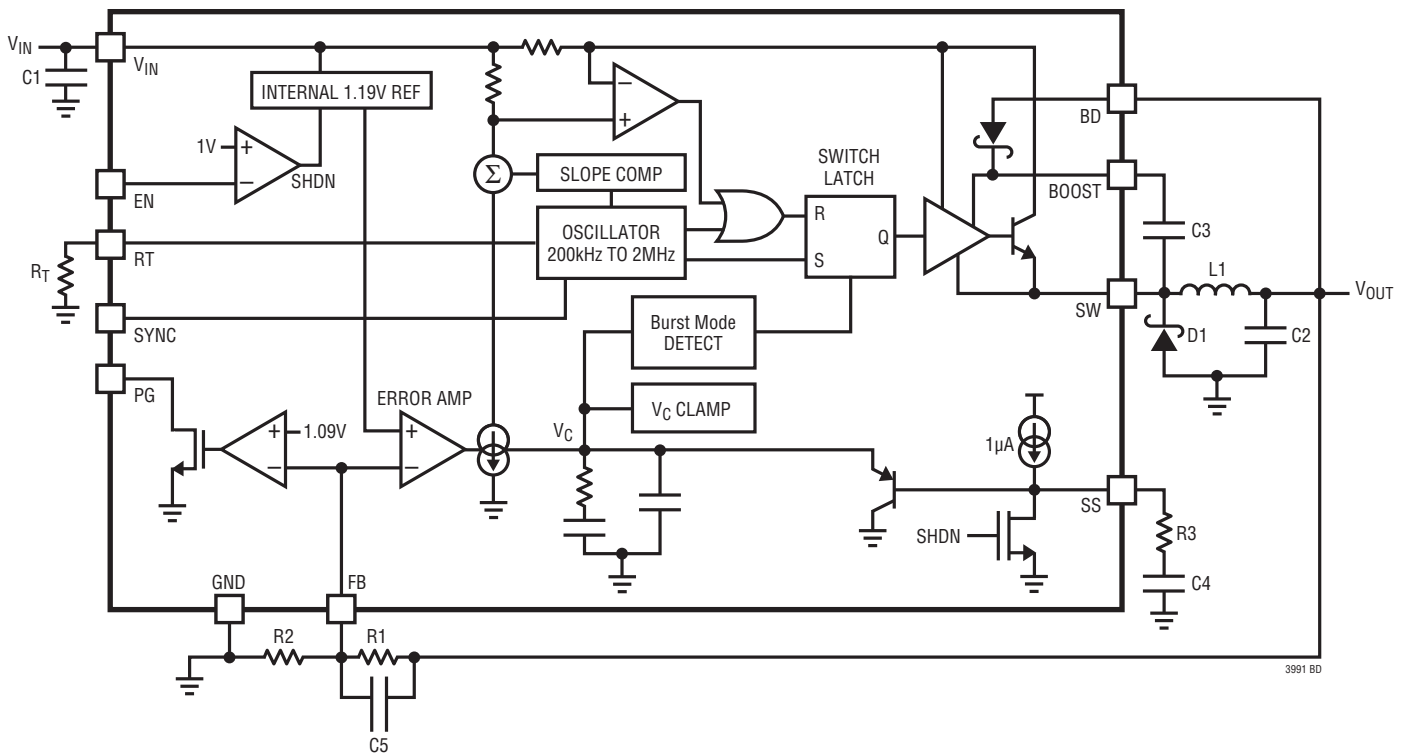 V_IN
C1
V_IN
INTERNAL 1.19V REF
1V
+
–
SHDN
EN
RT
R_T
SYNC
PG
–
+
Σ
SLOPE COMP
OSCILLATOR
200kHz TO 2MHz
SWITCH
LATCH
R
S
Q
BD
BOOST
C3
L1
SW
V_OUT
D1
C2
Burst Mode
DETECT
V_C CLAMP
ERROR AMP
+
–
1.09V
+
–
V_C
1µA
SS
SHDN
R3
C4
GND
FB
R2
R1
C5
3991 BD